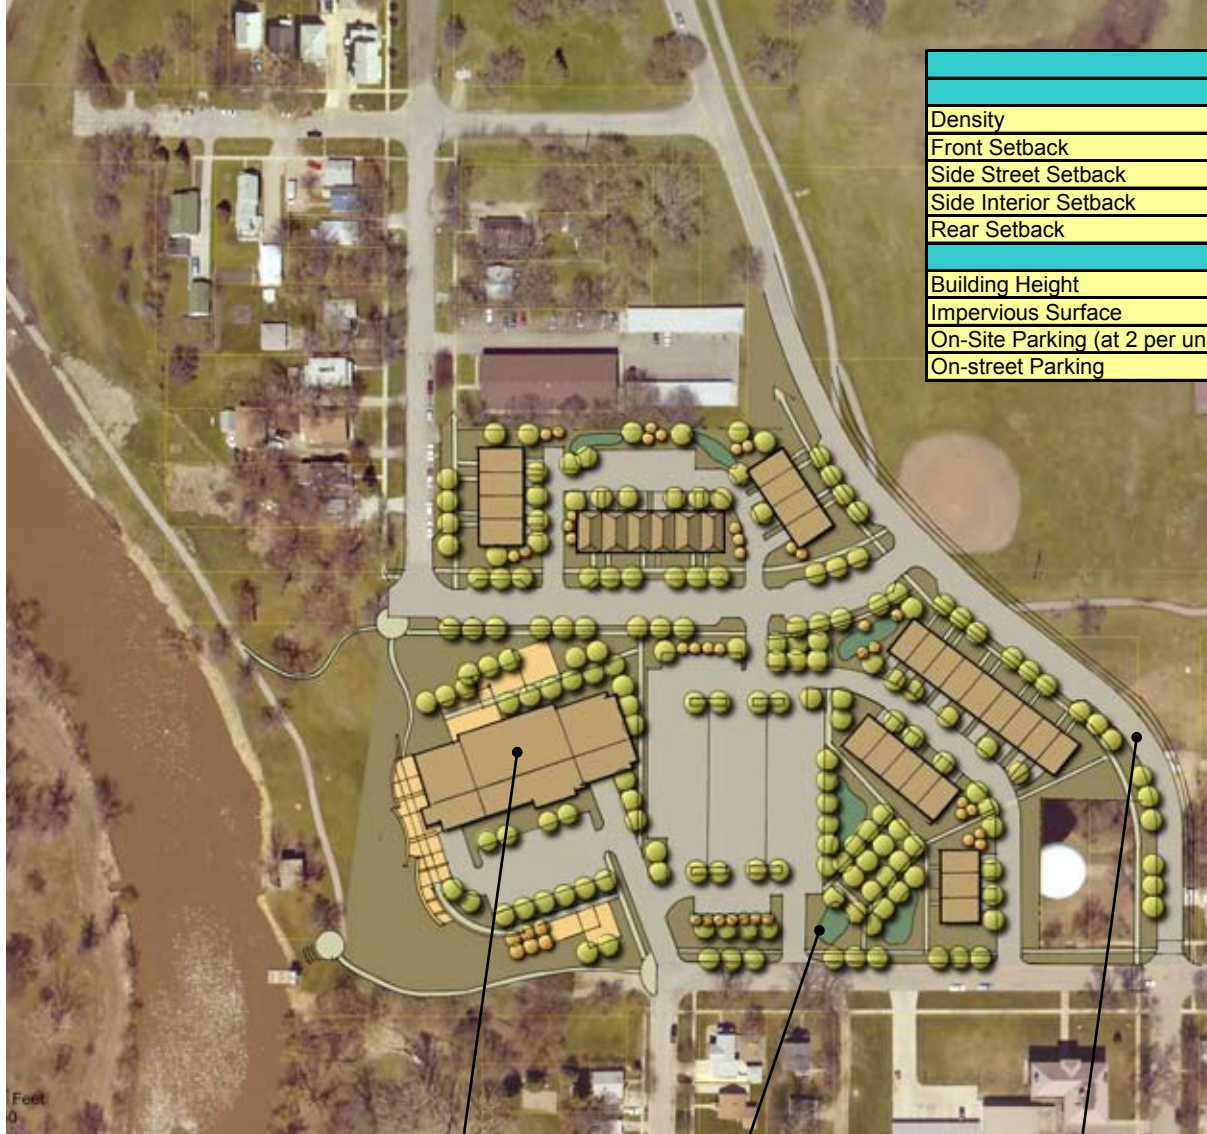 Density
Front Setback
Side Street Setback
Side Interior Setback
Rear Setback
Building Height
Impervious Surface
On-Site Parking (at 2 per un
On-street Parking
Feet
0